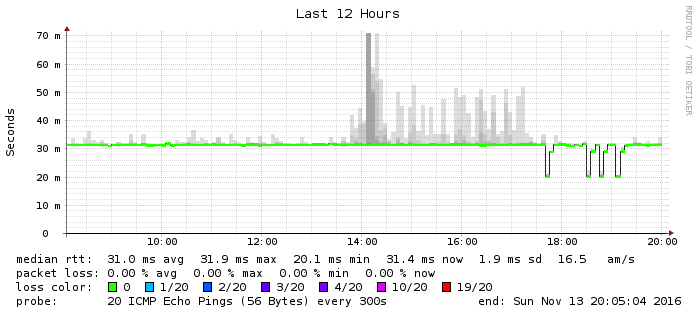 Last 12 Hours
RRDTOOL / TOBI OETIKER
Seconds
70 m
60 m
50 m
40 m
30 m
20 m
10 m
0
10:00 12:00 14:00 16:00 18:00 20:00
median rtt: 31.0 ms avg 31.9 ms max 20.1 ms min 31.4 ms now 1.9 ms sd 16.5 am/s
packet loss: 0.00 % avg 0.00 % max 0.00 % min 0.00 % now
loss color: 0 1/20 2/20 3/20 4/20 10/20 19/20
probe: 20 ICMP Echo Pings (56 Bytes) every 300s end: Sun Nov 13 20:05:04 2016